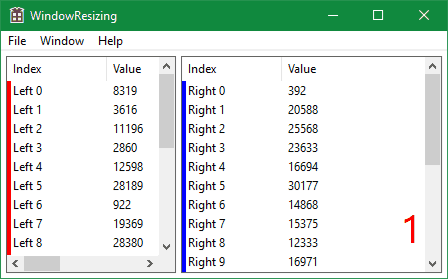 WindowResizing
File Window Help
Index Value
Left 0 8319
Left 1 3616
Left 2 11196
Left 3 2860
Left 4 12598
Left 5 28189
Left 6 922
Left 7 19369
Left 8 28380
Index Value
Right 0 392
Right 1 20588
Right 2 25568
Right 3 23633
Right 4 16694
Right 5 30177
Right 6 14868
Right 7 15375
Right 8 12333
Right 9 16971
1